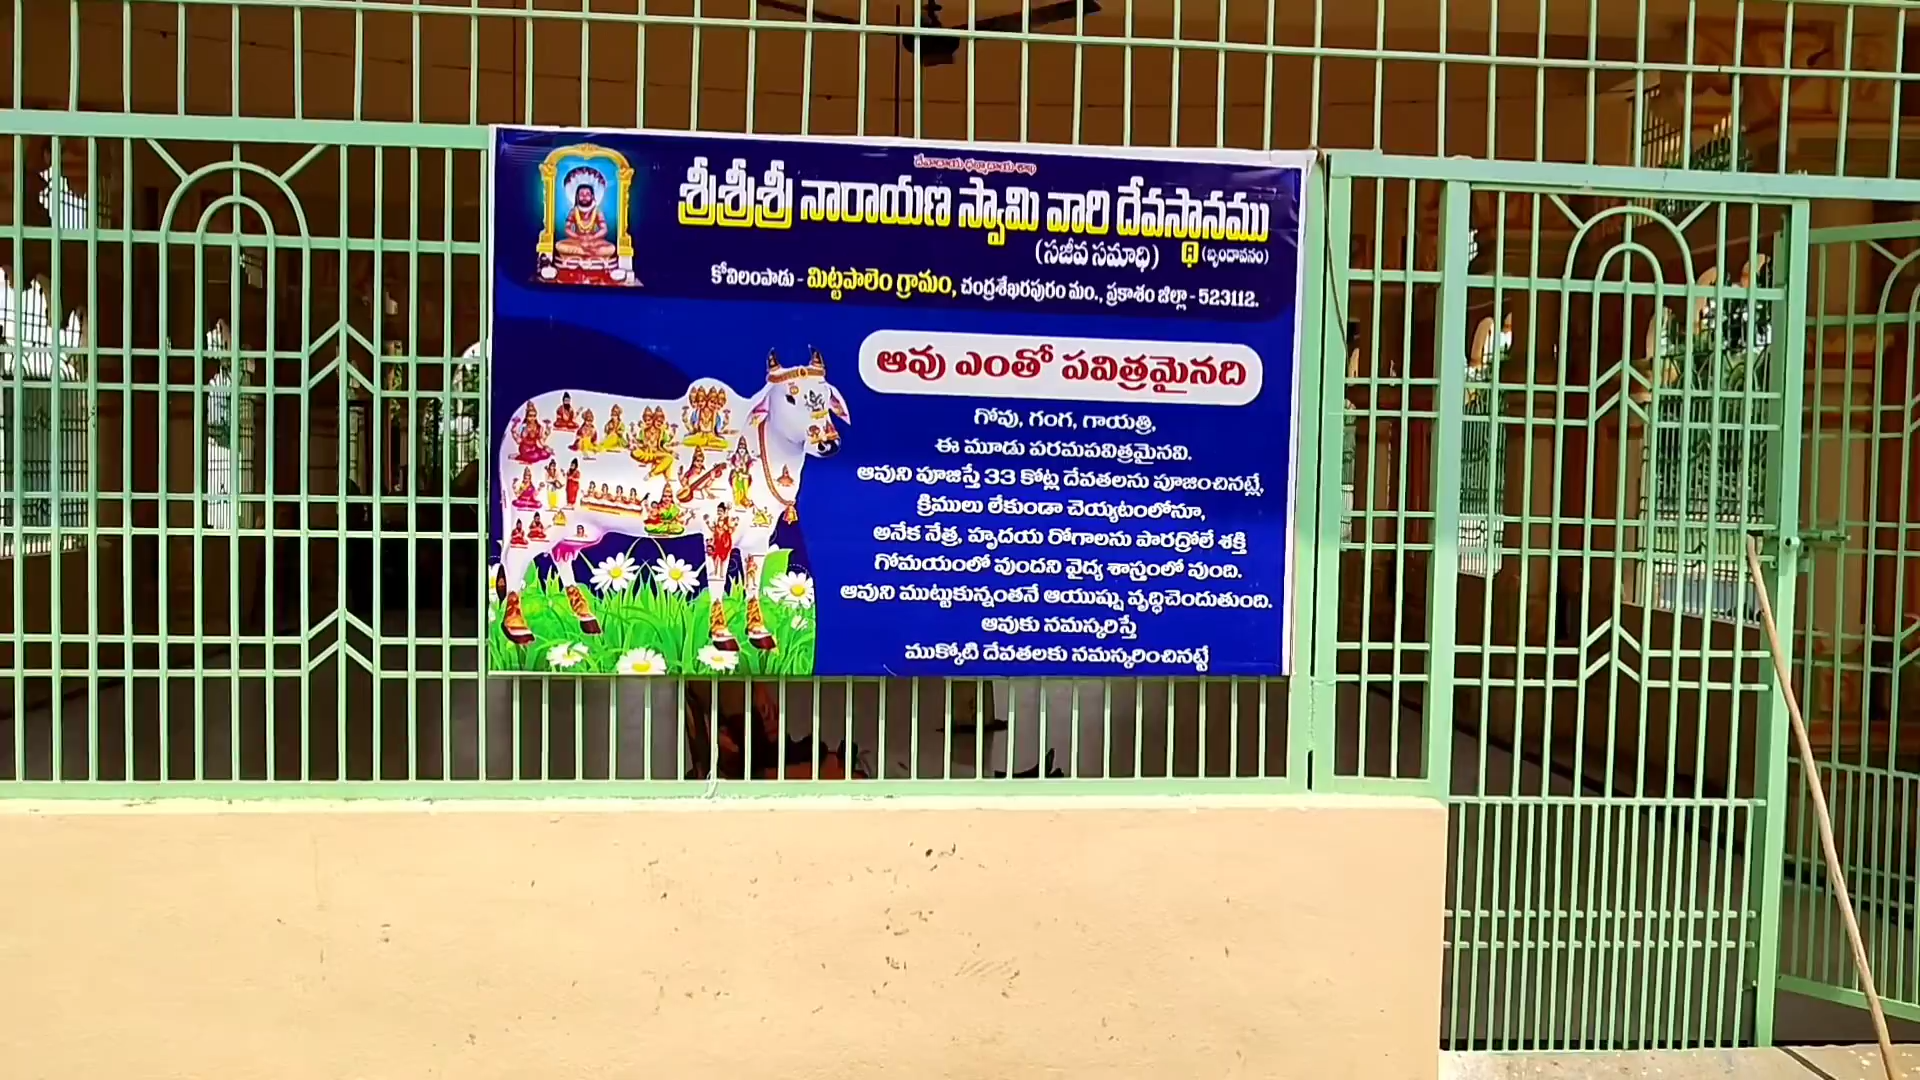 దేవాదాయ ధర్మాదాయ శాఖ
శ్రీశ్రీశ్రీ నారాయణ స్వామి వారి దేవస్థానము
(సజీవ సమాధి) ధి (బృందావనం)
కోవిలంపాడు - మిట్టపాలెం గ్రామం, చంద్రశేఖరపురం మం., ప్రకాశం జిల్లా - 523112.
ఆవు ఎంతో పవిత్రమైనది
గోవు, గంగ, గాయత్రి,
ఈ మూడు పరమపవిత్రమైనవి.
ఆవుని పూజిస్తే 33 కోట్ల దేవతలను పూజించినట్లే,
క్రిములు లేకుండా చెయ్యటంలోనూ,
అనేక నేత్ర, హృదయ రోగాలను పారద్రోలే శక్తి
గోమయంలో వుందని వైద్య శాస్త్రంలో వుంది.
ఆవుని ముట్టుకున్నంతనే ఆయుష్షు వృద్ధిచెందుతుంది.
ఆవుకు నమస్కరిస్తే
ముక్కోటి దేవతలకు నమస్కరించినట్టే